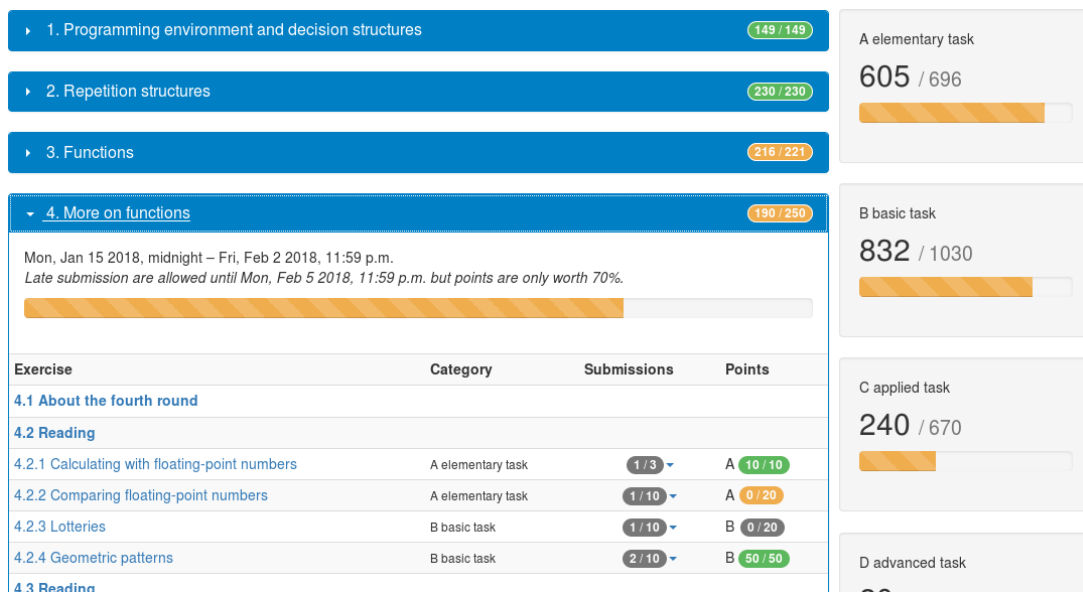 1. Programming environment and decision structures 149 / 149
2. Repetition structures 230 / 230
3. Functions 216 / 221
4. More on functions 190 / 250
Mon, Jan 15 2018, midnight – Fri, Feb 2 2018, 11:59 p.m.
Late submission are allowed until Mon, Feb 5 2018, 11:59 p.m. but points are only worth 70%.
Exercise Category Submissions Points
4.1 About the fourth round
4.2 Reading
4.2.1 Calculating with floating-point numbers A elementary task 1 / 3 A 10 / 10
4.2.2 Comparing floating-point numbers A elementary task 1 / 10 A 0 / 20
4.2.3 Lotteries B basic task 1 / 10 B 0 / 20
4.2.4 Geometric patterns B basic task 2 / 10 B 50 / 50
4.3 Reading
A elementary task
605 / 696
B basic task
832 / 1030
C applied task
240 / 670
D advanced task